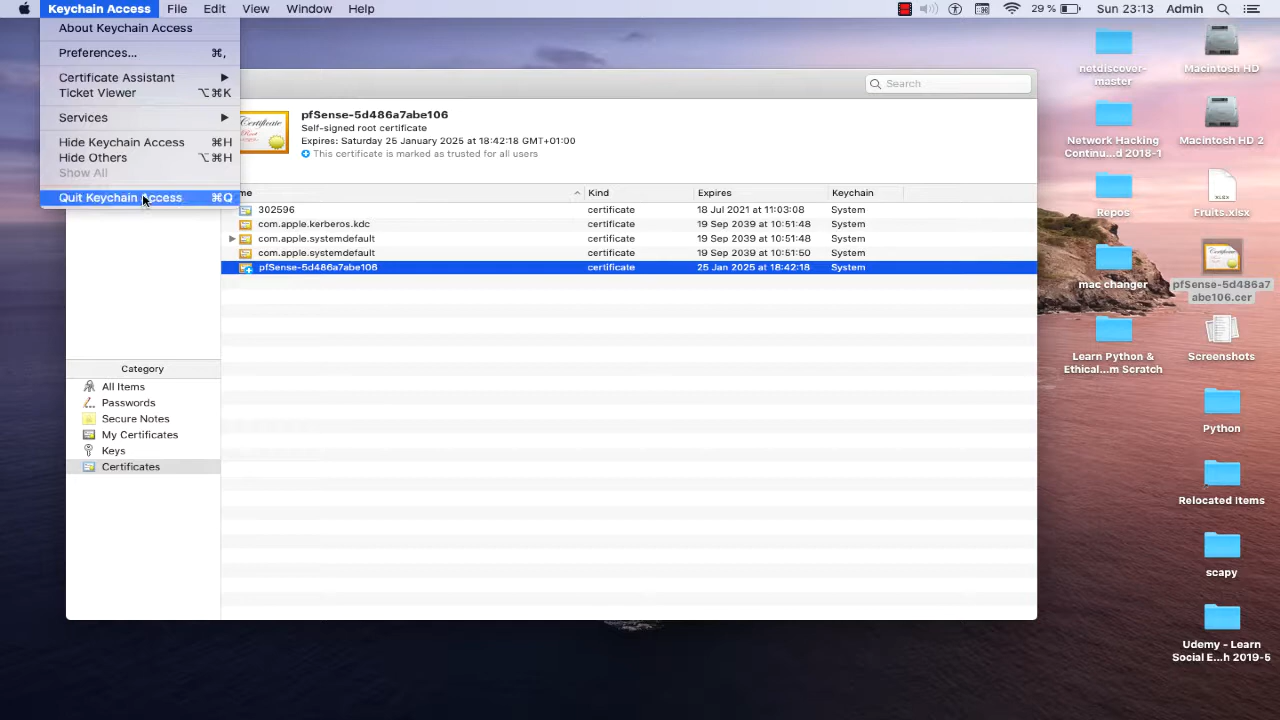 Keychain Access File Edit View Window Help 29 % Sun 23:13 Admin
About Keychain Access
Preferences... ⌘,
Certificate Assistant ▶
Ticket Viewer ⌥⌘K
Services ▶
Hide Keychain Access ⌘H
Hide Others ⌥⌘H
Show All
Quit Keychain Access ⌘Q
Search
Certificate
Root
pfSense-5d486a7abe106
Self-signed root certificate
Expires: Saturday 25 January 2025 at 18:42:18 GMT+01:00
This certificate is marked as trusted for all users
me Kind Expires Keychain
302596 certificate 18 Jul 2021 at 11:03:08 System
com.apple.kerberos.kdc certificate 19 Sep 2039 at 10:51:48 System
com.apple.systemdefault certificate 19 Sep 2039 at 10:51:48 System
com.apple.systemdefault certificate 19 Sep 2039 at 10:51:50 System
pfSense-5d486a7abe106 certificate 25 Jan 2025 at 18:42:18 System
Category
All Items
Passwords
Secure Notes
My Certificates
Keys
Certificates
netdiscover-
master
Macintosh HD
Network Hacking
Continu...d 2018-1
Macintosh HD 2
Repos
Fruits.xlsx
mac changer
pfSense-5d486a7
abe106.cer
Learn Python &
Ethical...m Scratch
Screenshots
Python
Relocated Items
scapy
Udemy - Learn
Social E...h 2019-5